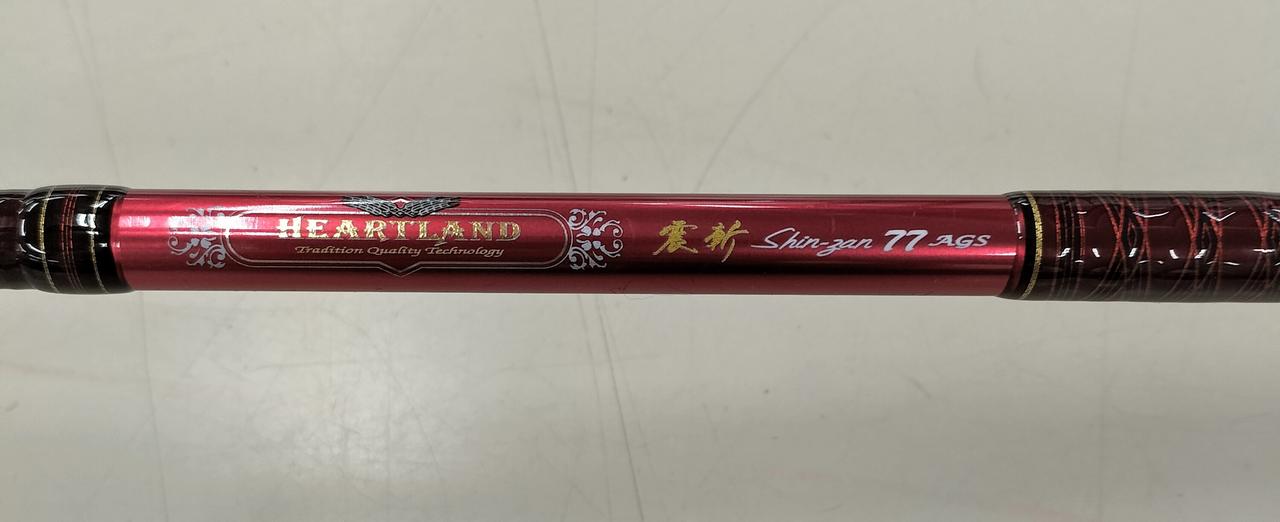 HEARTLAND
Tradition Quality Technology
震斬 Shin-zan 77 AGS